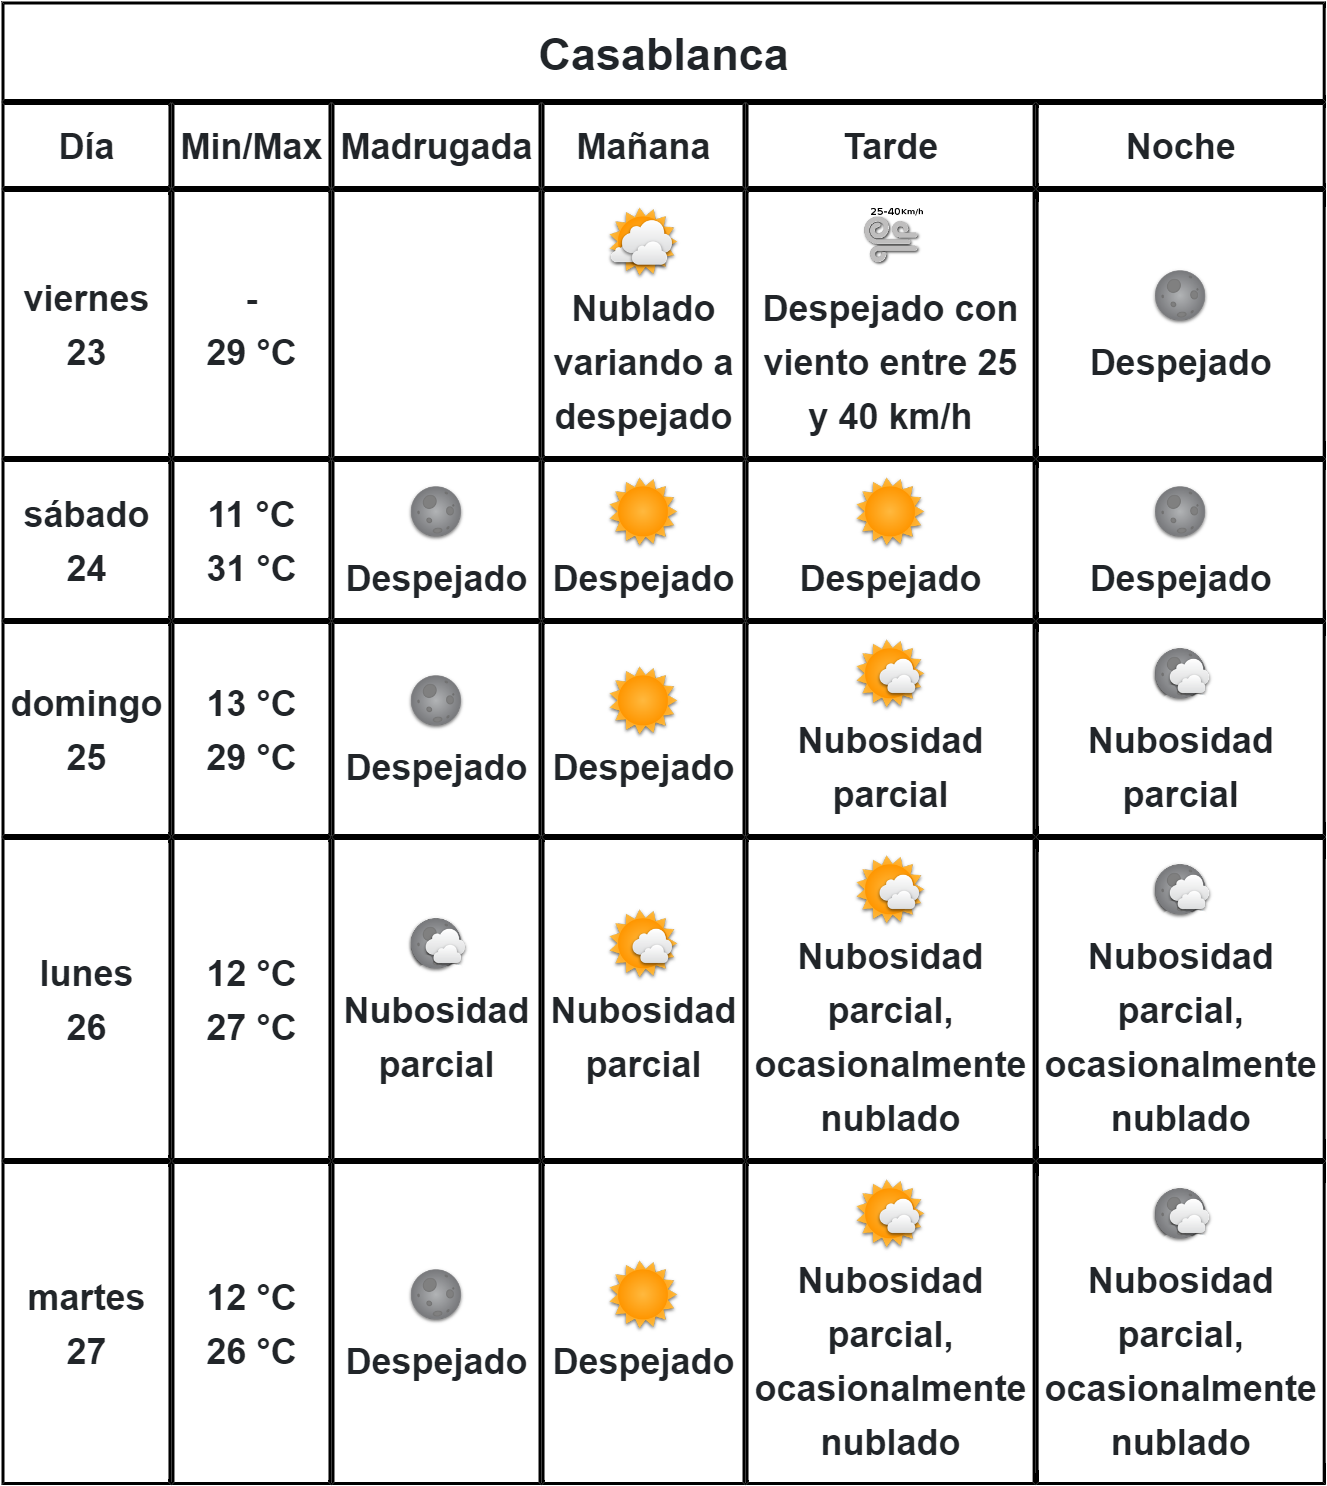 Casablanca
Día Min/Max Madrugada Mañana Tarde Noche
viernes
23
-
29 °C
Nublado
variando a
despejado
25-40Km/h
Despejado con
viento entre 25
y 40 km/h
Despejado
sábado
24
11 °C
31 °C
Despejado
Despejado
Despejado
Despejado
domingo
25
13 °C
29 °C
Despejado
Despejado
Nubosidad
parcial
Nubosidad
parcial
lunes
26
12 °C
27 °C
Nubosidad
parcial
Nubosidad
parcial
Nubosidad
parcial,
ocasionalmente
nublado
Nubosidad
parcial,
ocasionalmente
nublado
martes
27
12 °C
26 °C
Despejado
Despejado
Nubosidad
parcial,
ocasionalmente
nublado
Nubosidad
parcial,
ocasionalmente
nublado